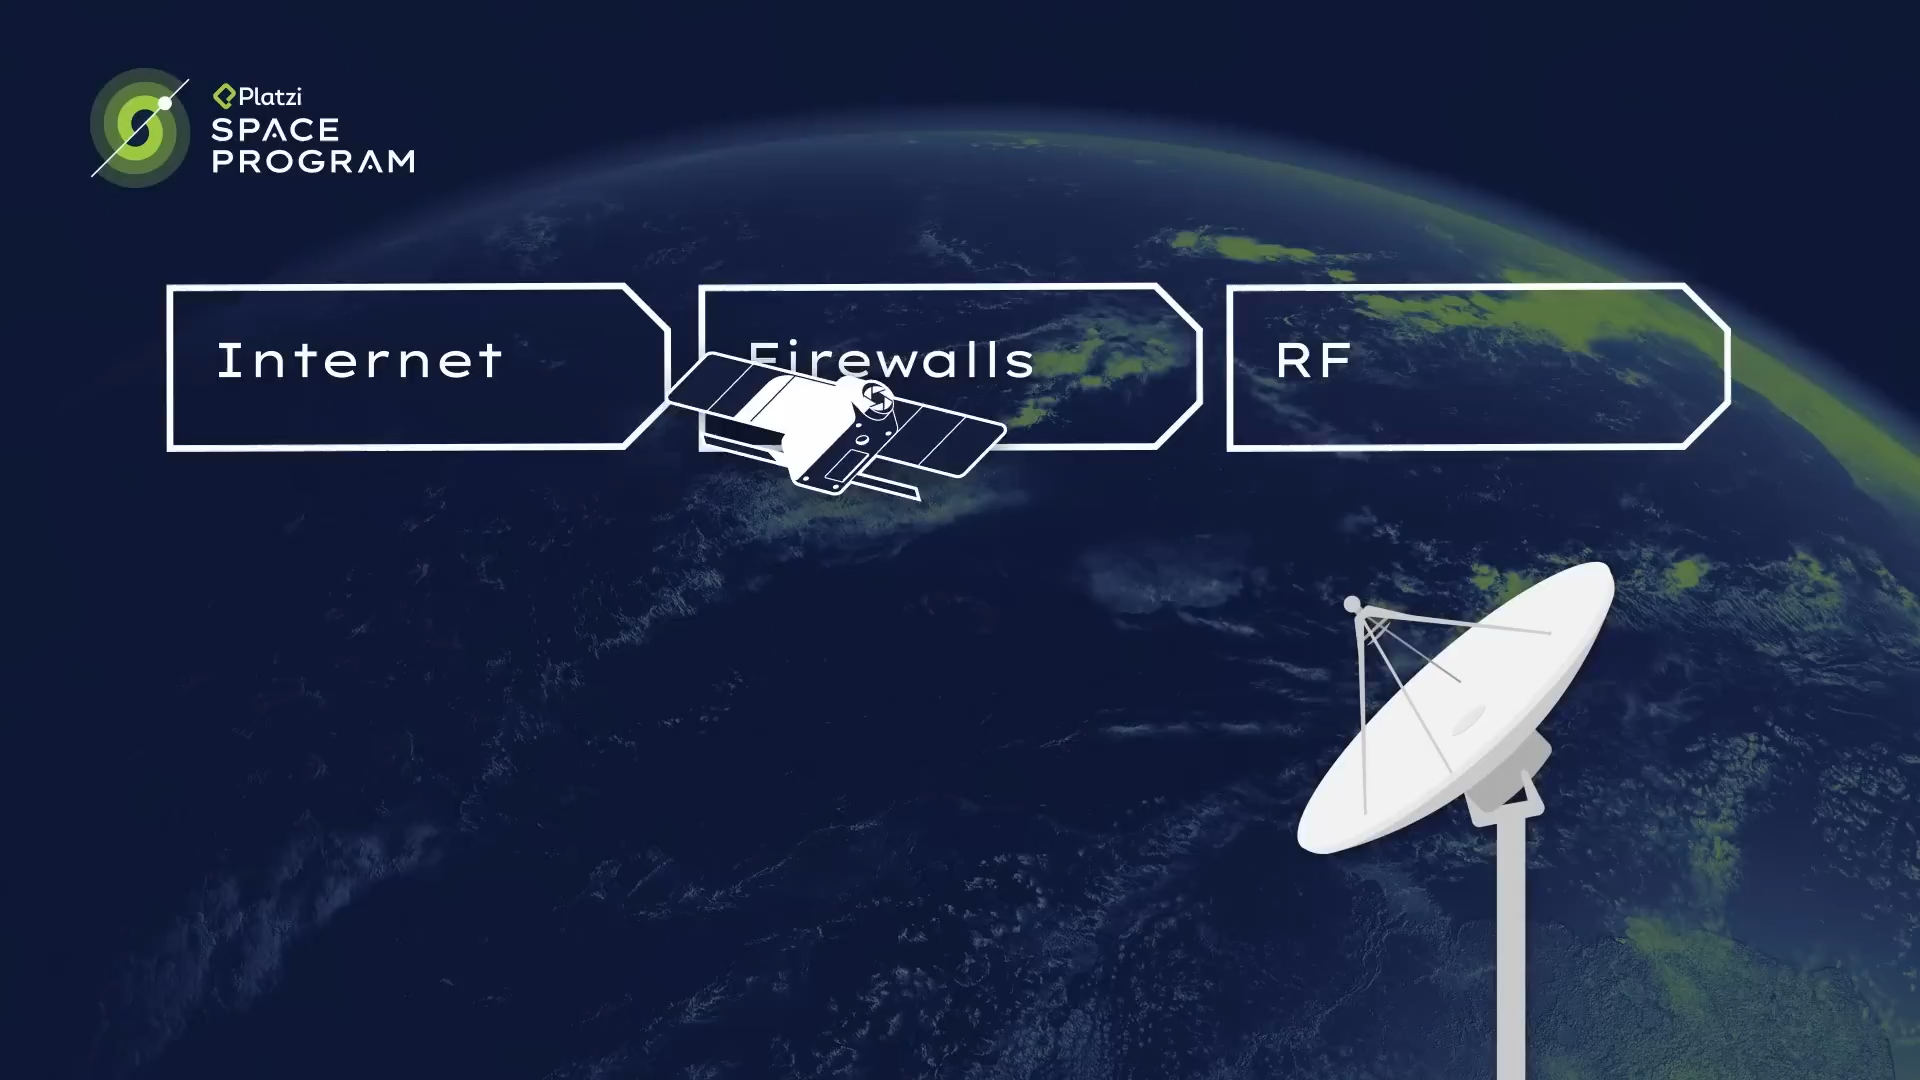 Platzi
SPACE
PROGRAM
Internet
Firewalls
RF